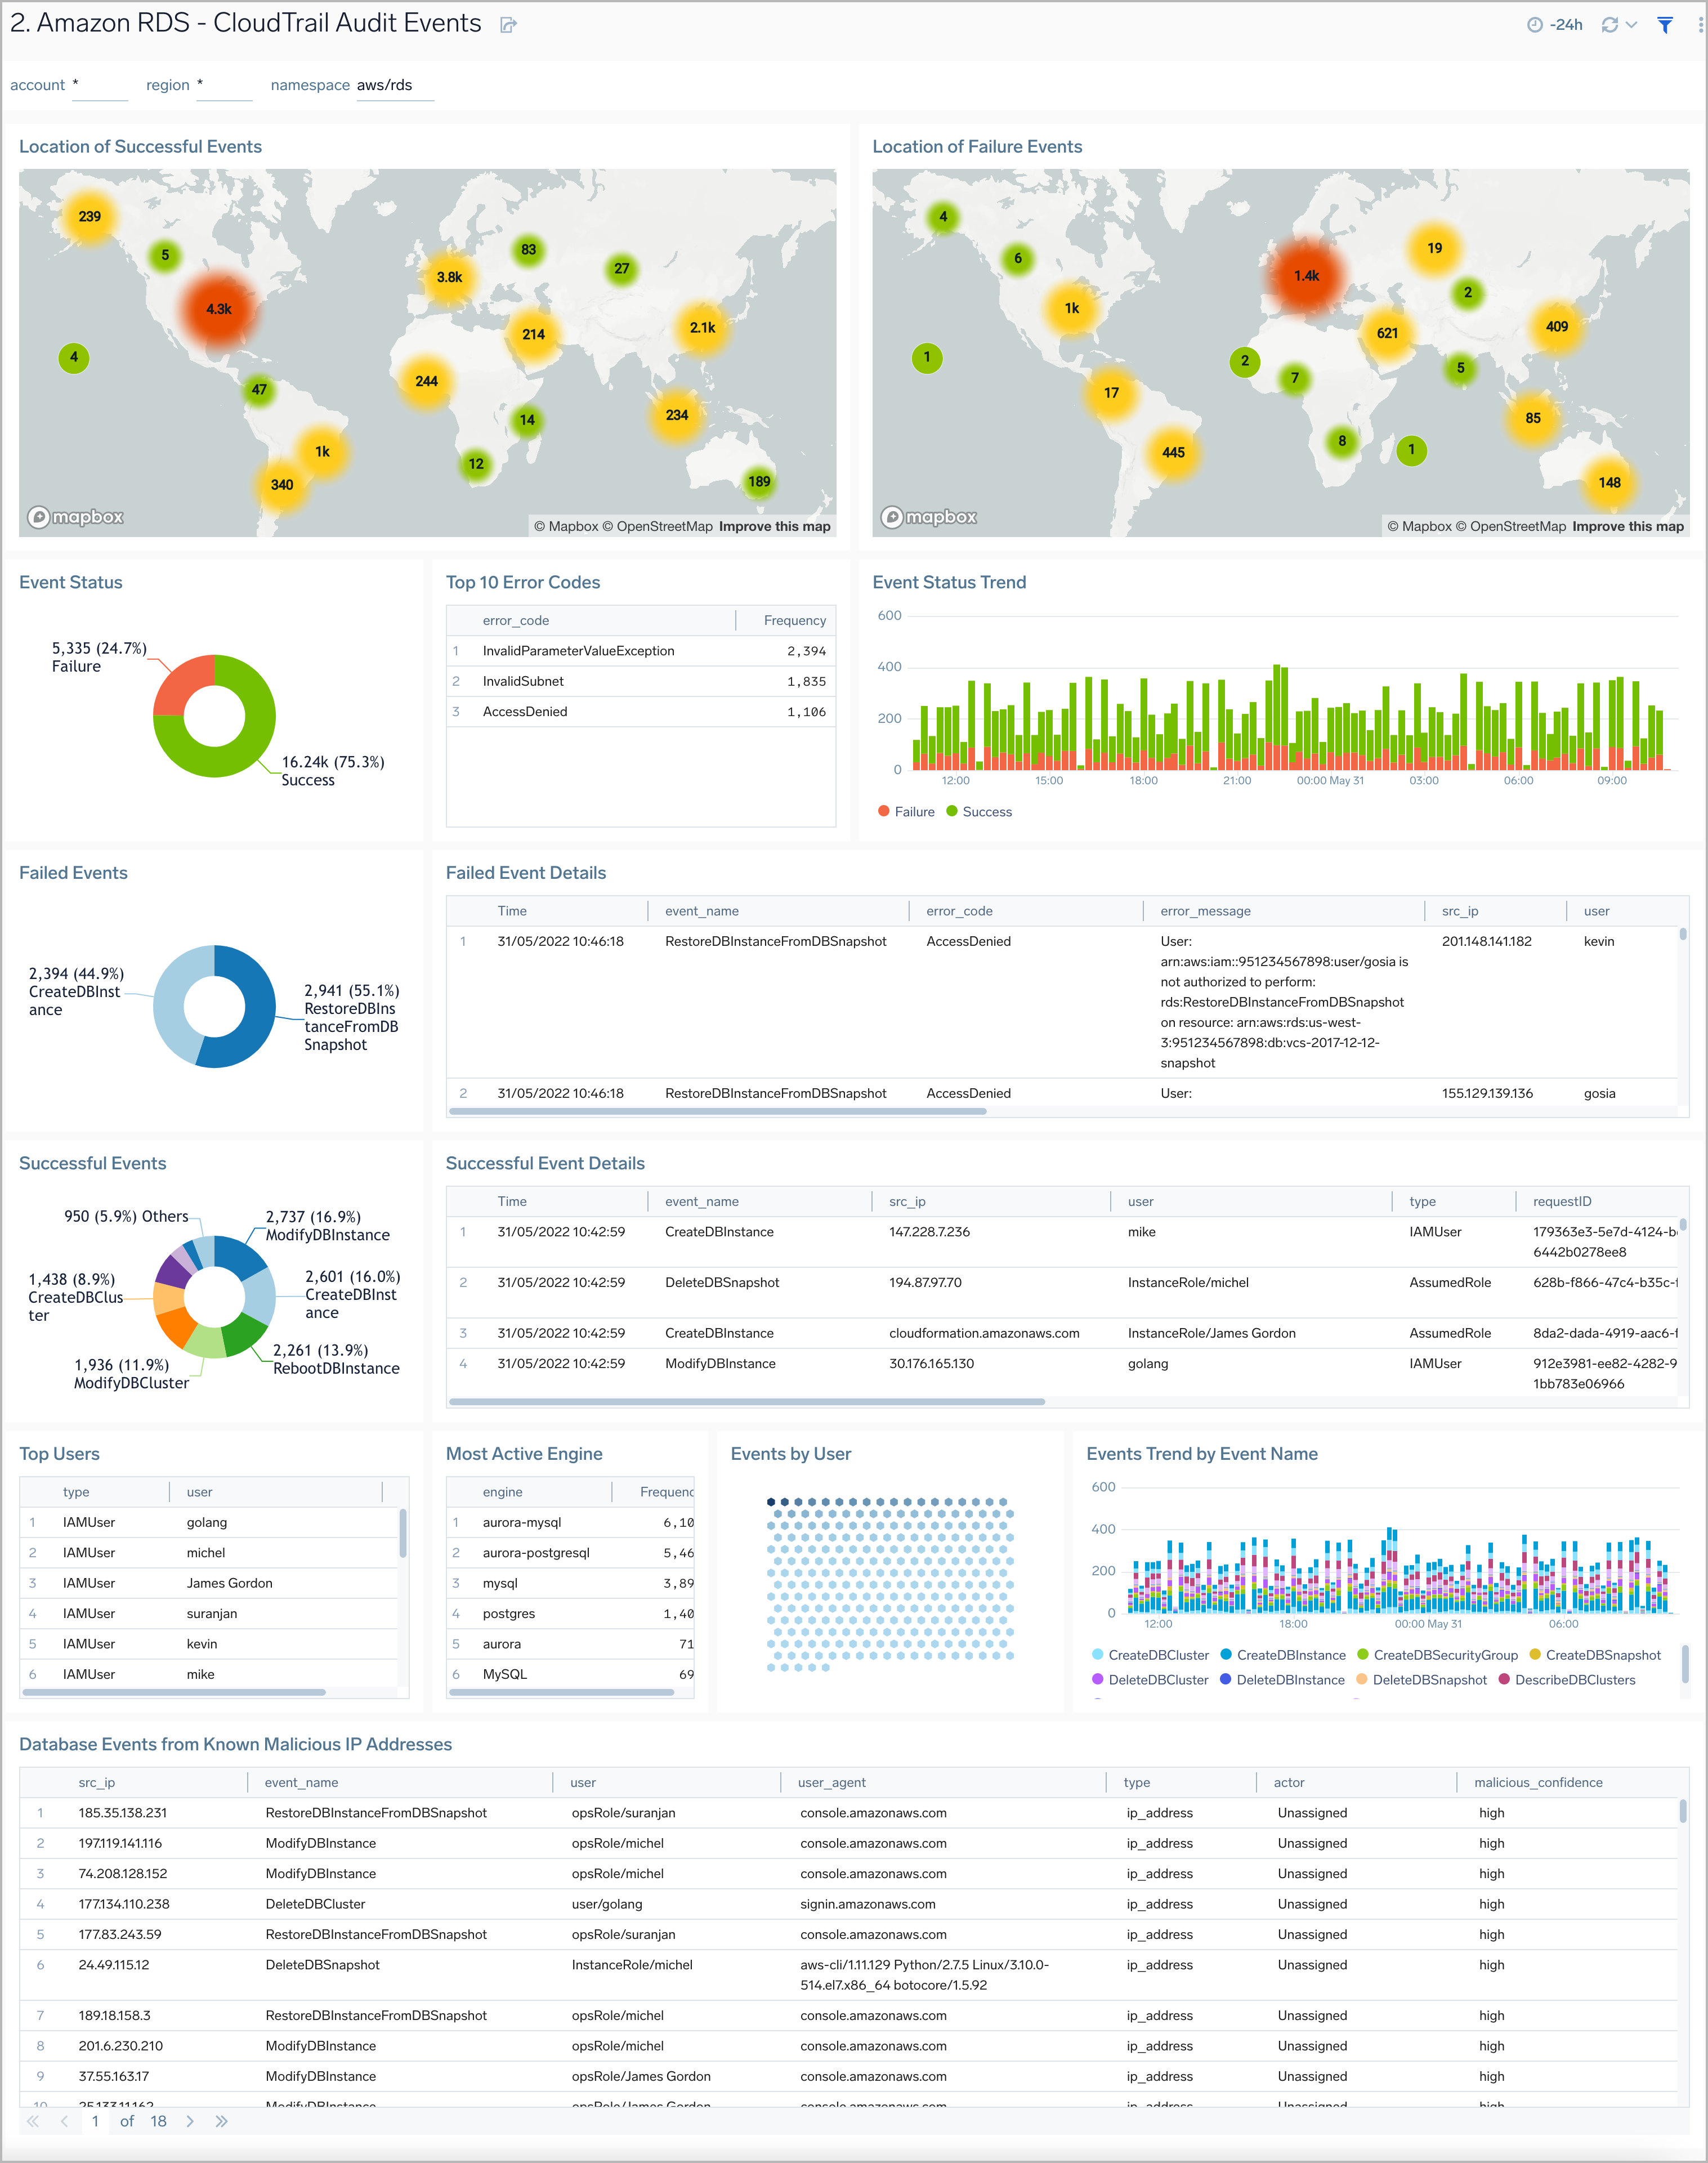 2. Amazon RDS - CloudTrail Audit Events
-24h
account * region * namespace aws/rds
Location of Successful Events
239
5
4.3k
4
47
1k
340
3.8k
83
27
214
2.1k
244
14
234
12
189
mapbox
© Mapbox © OpenStreetMap Improve this map
Location of Failure Events
4
6
1k
1
17
445
1.4k
19
2
621
409
2
7
5
85
8
1
148
mapbox
© Mapbox © OpenStreetMap Improve this map
Event Status
5,335 (24.7%)
Failure
16.24k (75.3%)
Success
Top 10 Error Codes
error_code Frequency
1 InvalidParameterValueException 2,394
2 InvalidSubnet 1,835
3 AccessDenied 1,106
Event Status Trend
600
400
200
0
12:00 15:00 18:00 21:00 00:00 May 31 03:00 06:00 09:00
Failure Success
Failed Events
2,394 (44.9%)
CreateDBInst
ance
2,941 (55.1%)
RestoreDBIns
tanceFromDB
Snapshot
Failed Event Details
Time event_name error_code error_message src_ip user
1 31/05/2022 10:46:18 RestoreDBInstanceFromDBSnapshot AccessDenied User: 201.148.141.182 kevin
arn:aws:iam::951234567898:user/gosia is
not authorized to perform:
rds:RestoreDBInstanceFromDBSnapshot
on resource: arn:aws:rds:us-west-
3:951234567898:db:vcs-2017-12-12-
snapshot
2 31/05/2022 10:46:18 RestoreDBInstanceFromDBSnapshot AccessDenied User: 155.129.139.136 gosia
Successful Events
950 (5.9%) Others
2,737 (16.9%)
ModifyDBInstance
1,438 (8.9%)
CreateDBClus
ter
2,601 (16.0%)
CreateDBInst
ance
2,261 (13.9%)
RebootDBInstance
1,936 (11.9%)
ModifyDBCluster
Successful Event Details
Time event_name src_ip user type requestID
1 31/05/2022 10:42:59 CreateDBInstance 147.228.7.236 mike IAMUser 179363e3-5e7d-4124-b
6442b0278ee8
2 31/05/2022 10:42:59 DeleteDBSnapshot 194.87.97.70 InstanceRole/michel AssumedRole 628b-f866-47c4-b35c-f
3 31/05/2022 10:42:59 CreateDBInstance cloudformation.amazonaws.com InstanceRole/James Gordon AssumedRole 8da2-dada-4919-aac6-f
4 31/05/2022 10:42:59 ModifyDBInstance 30.176.165.130 golang IAMUser 912e3981-ee82-4282-9
1bb783e06966
Top Users
type user
1 IAMUser golang
2 IAMUser michel
3 IAMUser James Gordon
4 IAMUser suranjan
5 IAMUser kevin
6 IAMUser mike
Most Active Engine
engine Frequenc
1 aurora-mysql 6,10
2 aurora-postgresql 5,46
3 mysql 3,89
4 postgres 1,40
5 aurora 71
6 MySQL 69
Events by User
Events Trend by Event Name
600
400
200
0
12:00 18:00 00:00 May 31 06:00
CreateDBCluster CreateDBInstance CreateDBSecurityGroup CreateDBSnapshot
DeleteDBCluster DeleteDBInstance DeleteDBSnapshot DescribeDBClusters
Database Events from Known Malicious IP Addresses
src_ip event_name user user_agent type actor malicious_confidence
1 185.35.138.231 RestoreDBInstanceFromDBSnapshot opsRole/suranjan console.amazonaws.com ip_address Unassigned high
2 197.119.141.116 ModifyDBInstance opsRole/michel console.amazonaws.com ip_address Unassigned high
3 74.208.128.152 ModifyDBInstance opsRole/michel console.amazonaws.com ip_address Unassigned high
4 177.134.110.238 DeleteDBCluster user/golang signin.amazonaws.com ip_address Unassigned high
5 177.83.243.59 RestoreDBInstanceFromDBSnapshot opsRole/suranjan console.amazonaws.com ip_address Unassigned high
6 24.49.115.12 DeleteDBSnapshot InstanceRole/michel aws-cli/1.11.129 Python/2.7.5 Linux/3.10.0- ip_address Unassigned high
514.el7.x86_64 botocore/1.5.92
7 189.18.158.3 RestoreDBInstanceFromDBSnapshot opsRole/michel console.amazonaws.com ip_address Unassigned high
8 201.6.230.210 ModifyDBInstance opsRole/michel console.amazonaws.com ip_address Unassigned high
9 37.55.163.17 ModifyDBInstance opsRole/James Gordon console.amazonaws.com ip_address Unassigned high
10 ModifyDBInstance opsRole/James Gordon console.amazonaws.com ip_address Unassigned high
1 of 18